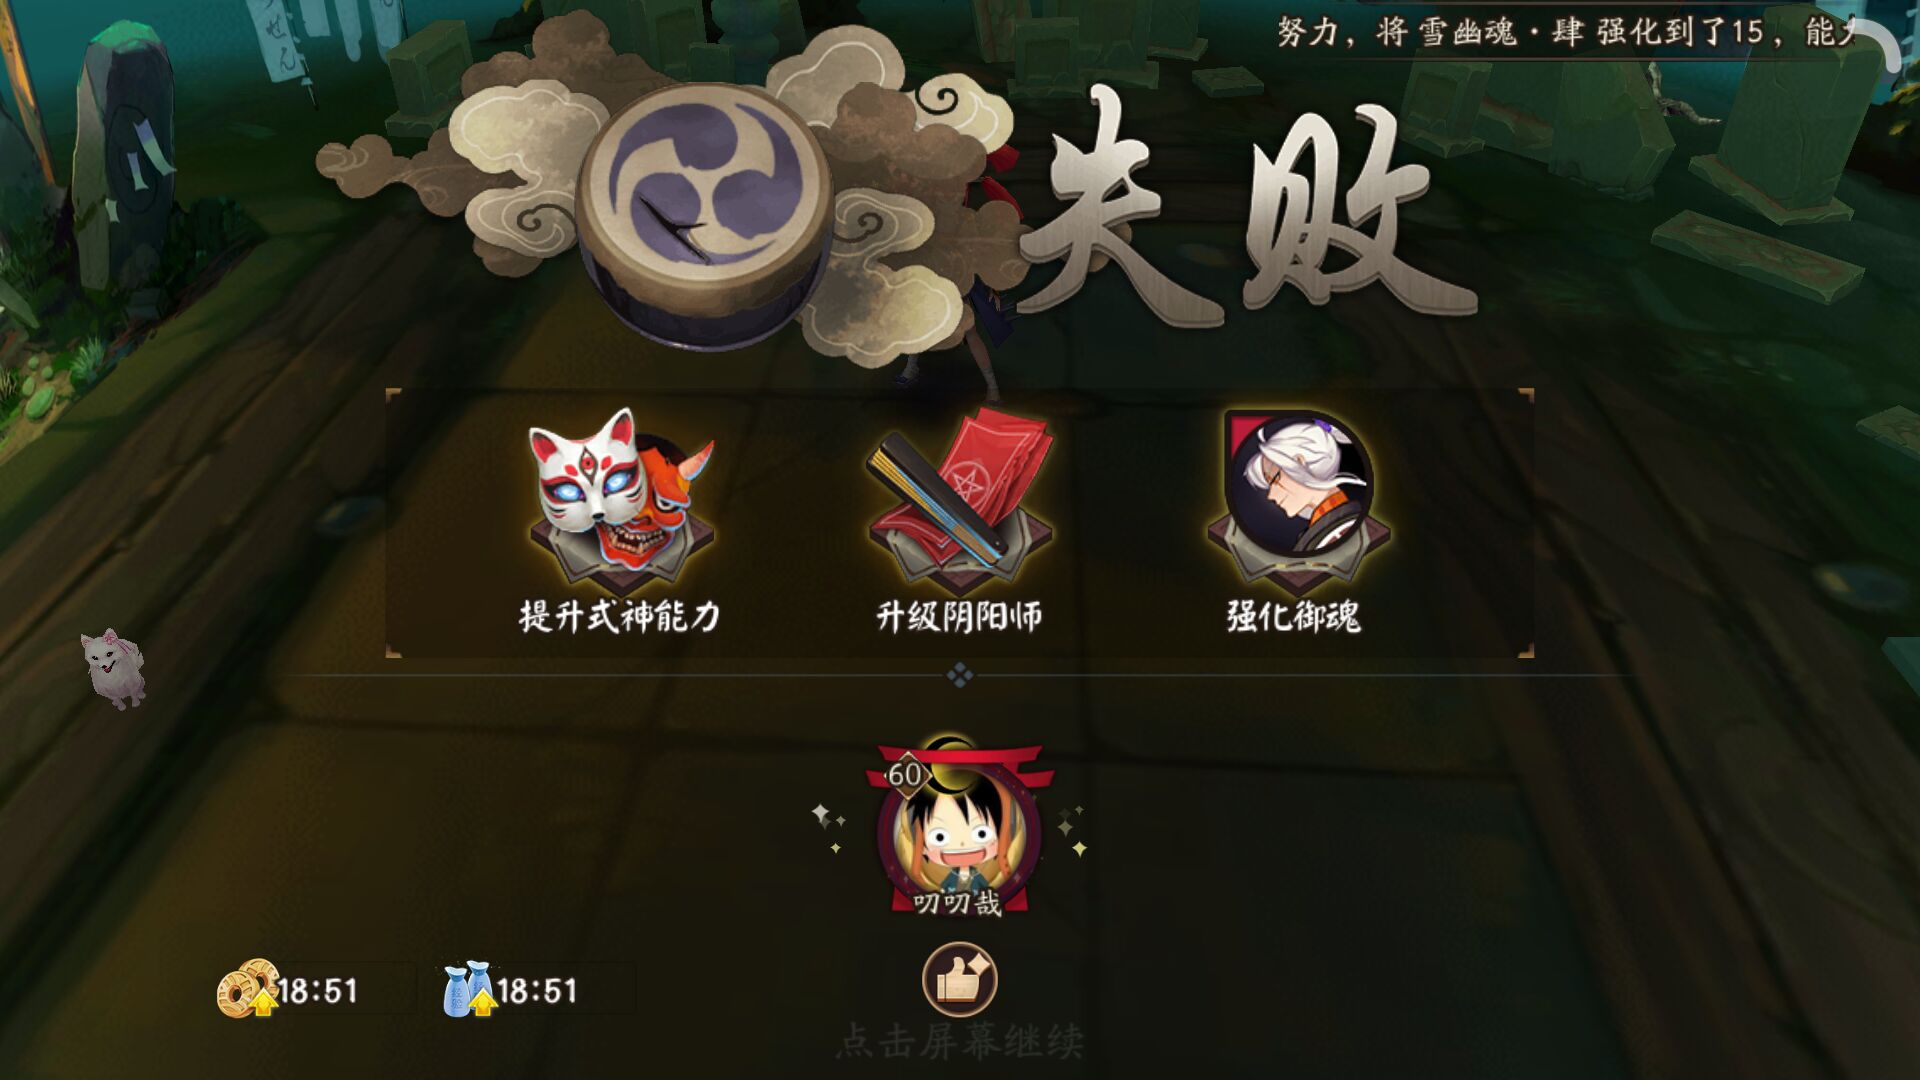 努力，将 雪幽魂·肆 强化到了15，能
失败
提升式神能力
升级阴阳师
强化御魂
60
叨叨哉
18:51
18:51
点击屏幕继续